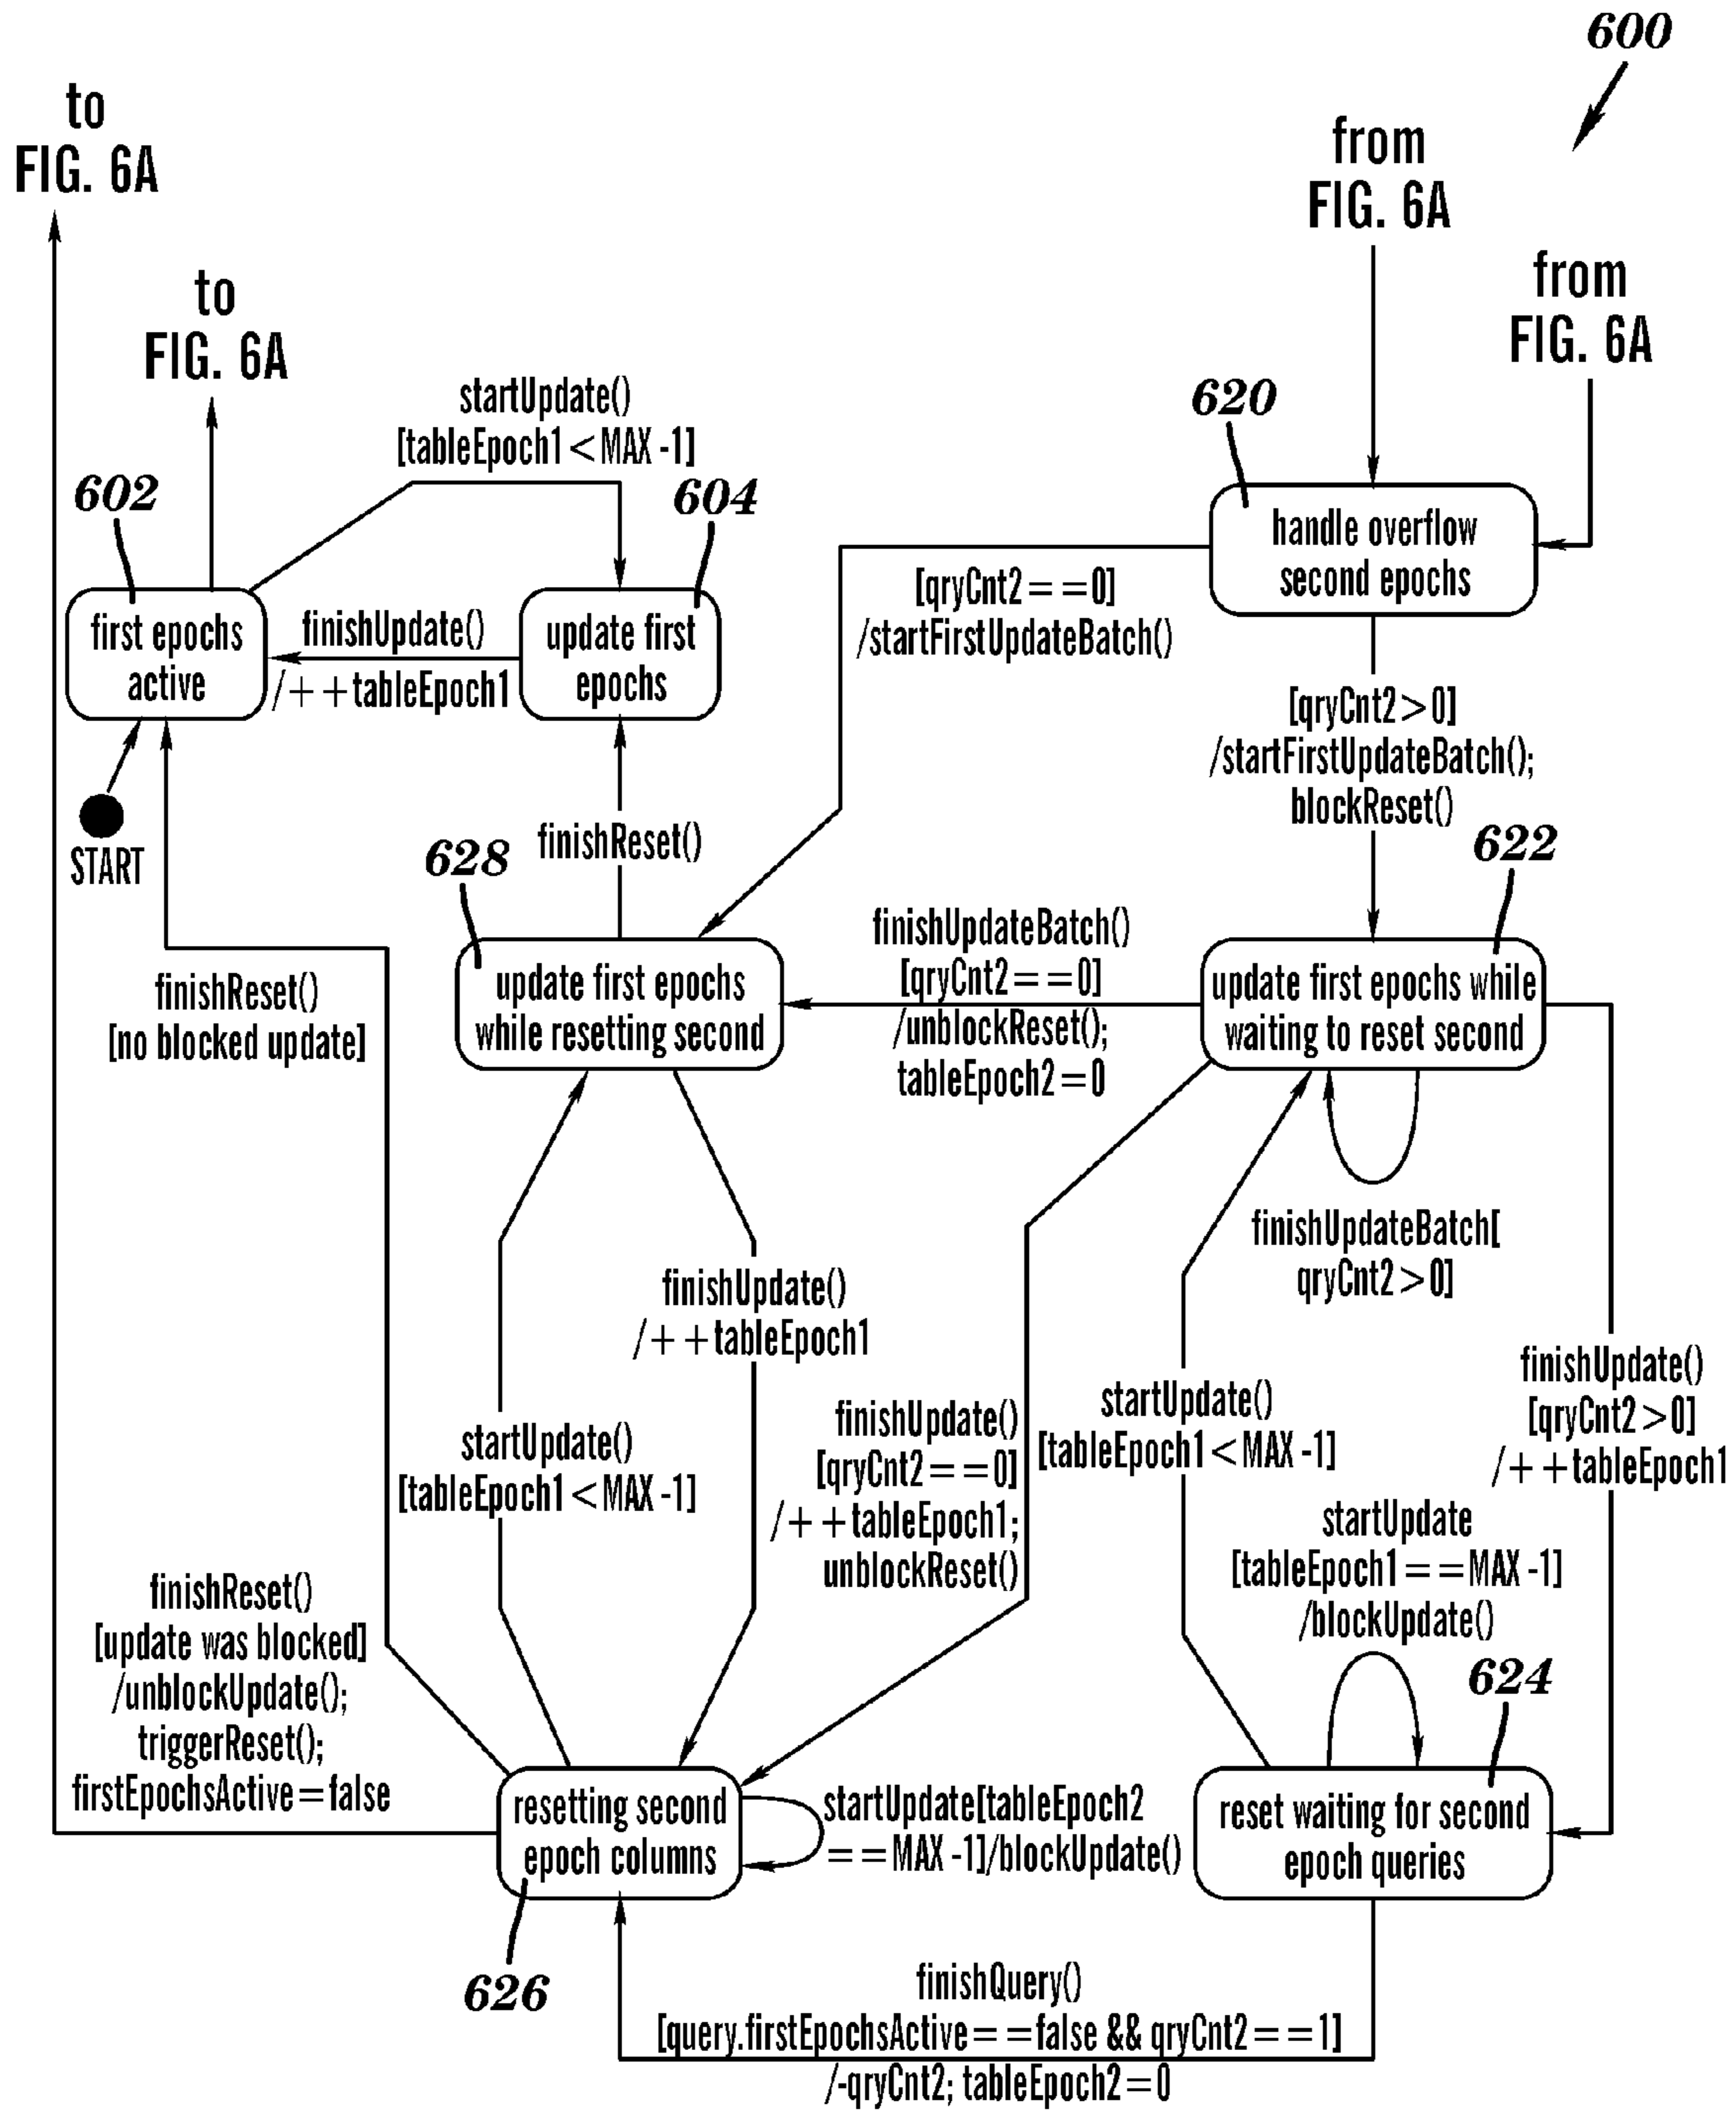 600
to
FIG. 6A
from
FIG. 6A
from
FIG. 6A
to
FIG. 6A
startUpdate()
[tableEpoch1<MAX -1]
620
602
604
handle overflow
second epochs
[qryCnt2==0]
/startFirstUpdateBatch()
first epochs
active
finishUpdate()
/++tableEpoch1
update first
epochs
[qryCnt2>0]
/startFirstUpdateBatch();
blockReset()
START
628
finishReset()
622
finishUpdateBatch()
[qryCnt2==0]
/unblockReset();
tableEpoch2=0
finishReset()
[no blocked update]
update first epochs
while resetting second
update first epochs while
waiting to reset second
finishUpdateBatch[
qryCnt2>0]
finishUpdate()
/++tableEpoch1
finishUpdate()
[qryCnt2>0]
/++tableEpoch1
startUpdate()
[tableEpoch1<MAX -1]
finishUpdate()
[qryCnt2==0]
/++tableEpoch1;
unblockReset()
startUpdate()
[tableEpoch1<MAX -1]
startUpdate
[tableEpoch1==MAX -1]
/blockUpdate()
finishReset()
[update was blocked]
/unblockUpdate();
triggerReset();
firstEpochsActive=false
624
resetting second
epoch columns
startUpdate[tableEpoch2
==MAX -1]/blockUpdate()
reset waiting for second
epoch queries
626
finishQuery()
[query.firstEpochsActive==false && qryCnt2==1]
/-qryCnt2; tableEpoch2=0